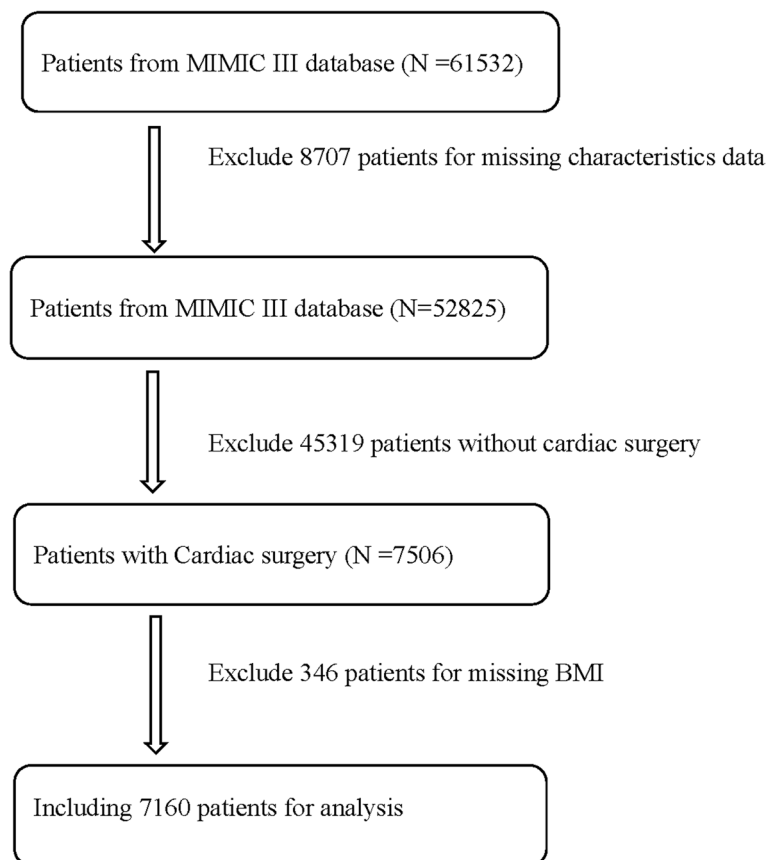 Patients from MIMIC III database (N =61532)
Exclude 8707 patients for missing characteristics data
Patients from MIMIC III database (N=52825)
Exclude 45319 patients without cardiac surgery
Patients with Cardiac surgery (N =7506)
Exclude 346 patients for missing BMI
Including 7160 patients for analysis